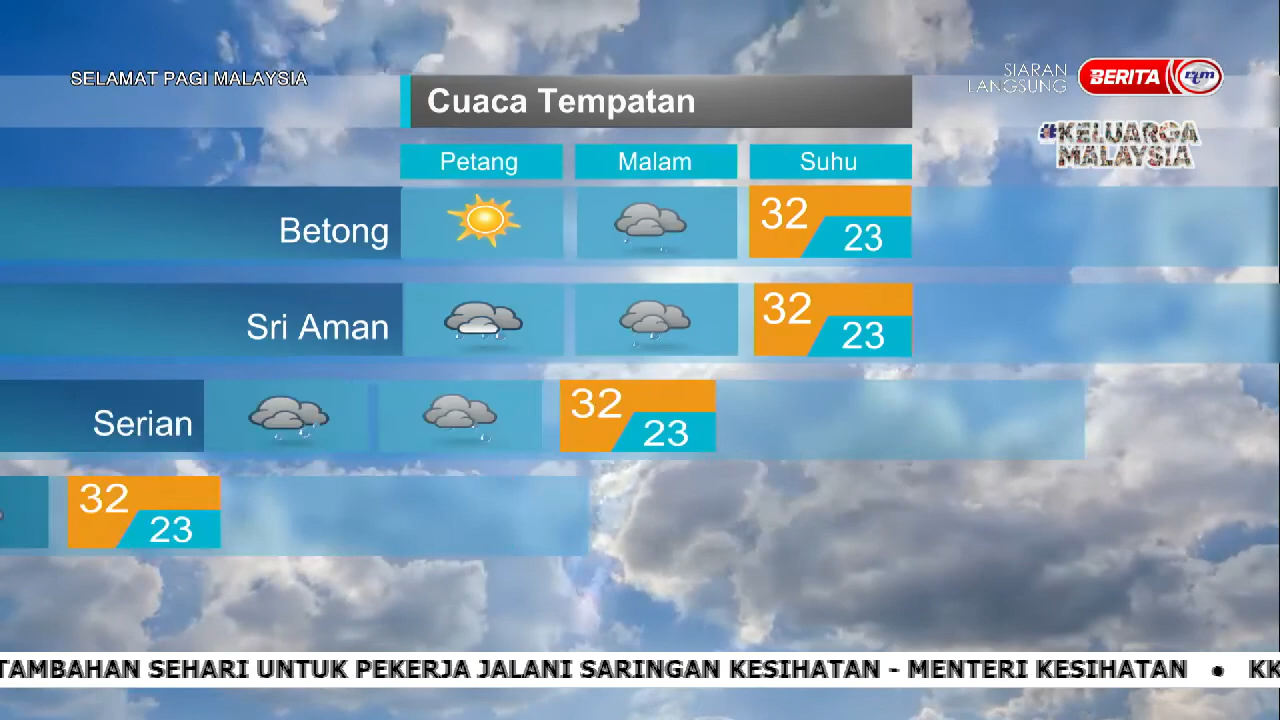 SELAMAT PAGI MALAYSIA
SIARAN
LANGSUNG
BERITA rtm
#KELUARGA
MALAYSIA
Cuaca Tempatan
Petang Malam Suhu
Betong 32 23
Sri Aman 32 23
Serian 32 23
32 23
TAMBAHAN SEHARI UNTUK PEKERJA JALANI SARINGAN KESIHATAN - MENTERI KESIHATAN • KK